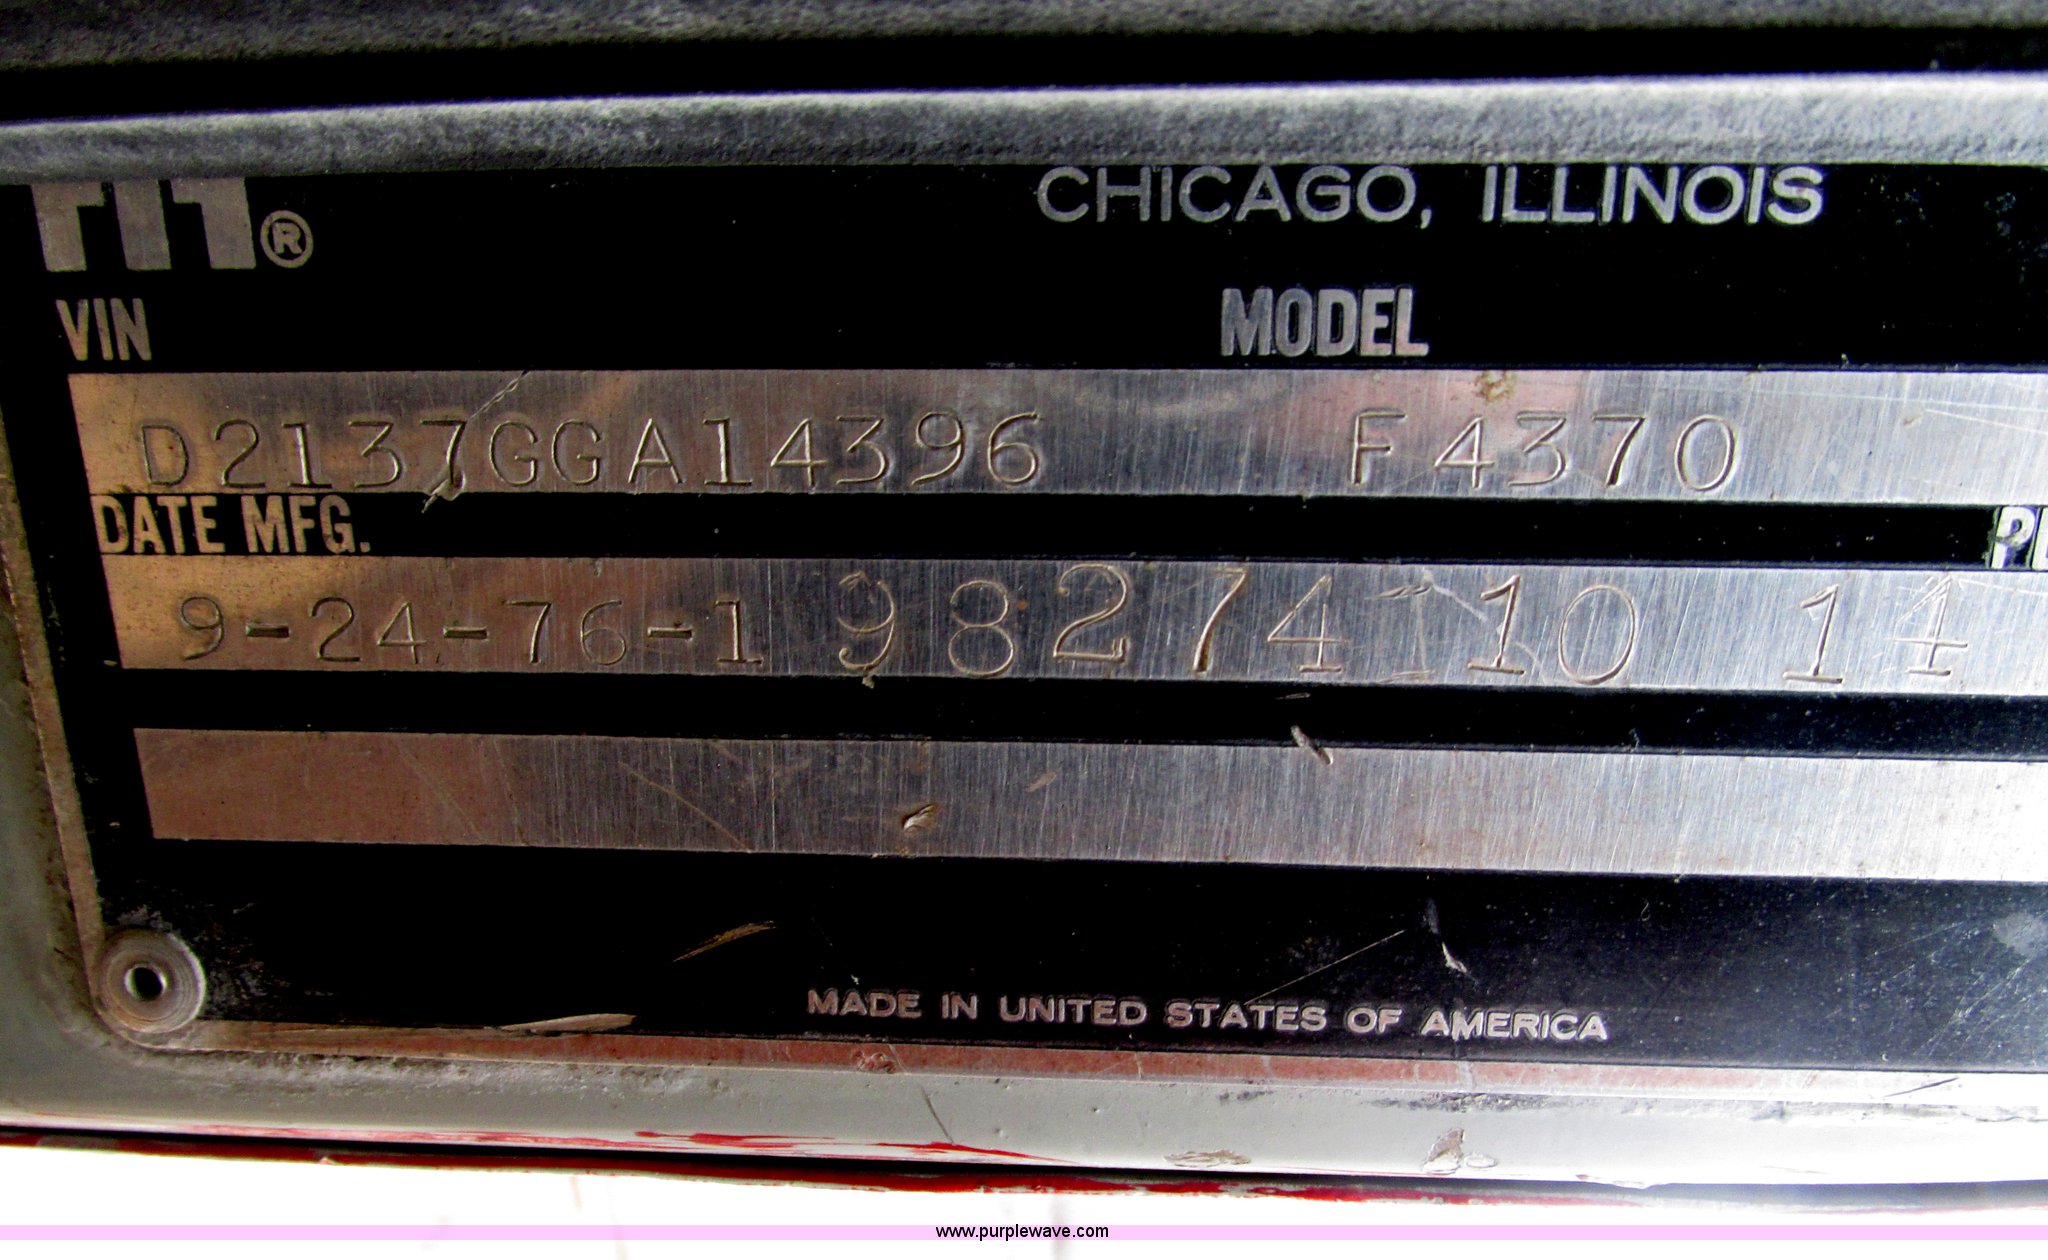 CHICAGO, ILLINOIS
VIN MODEL
D2137GGA14396 F4370
DATE MFG.
9-24-76-1 98274 10 14
MADE IN UNITED STATES OF AMERICA
www.purplewave.com